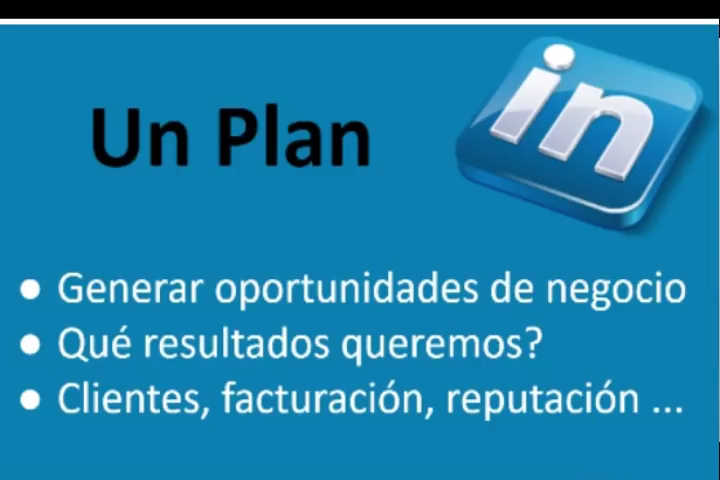 in
Un Plan
● Generar oportunidades de negocio
● Qué resultados queremos?
● Clientes, facturación, reputación ...